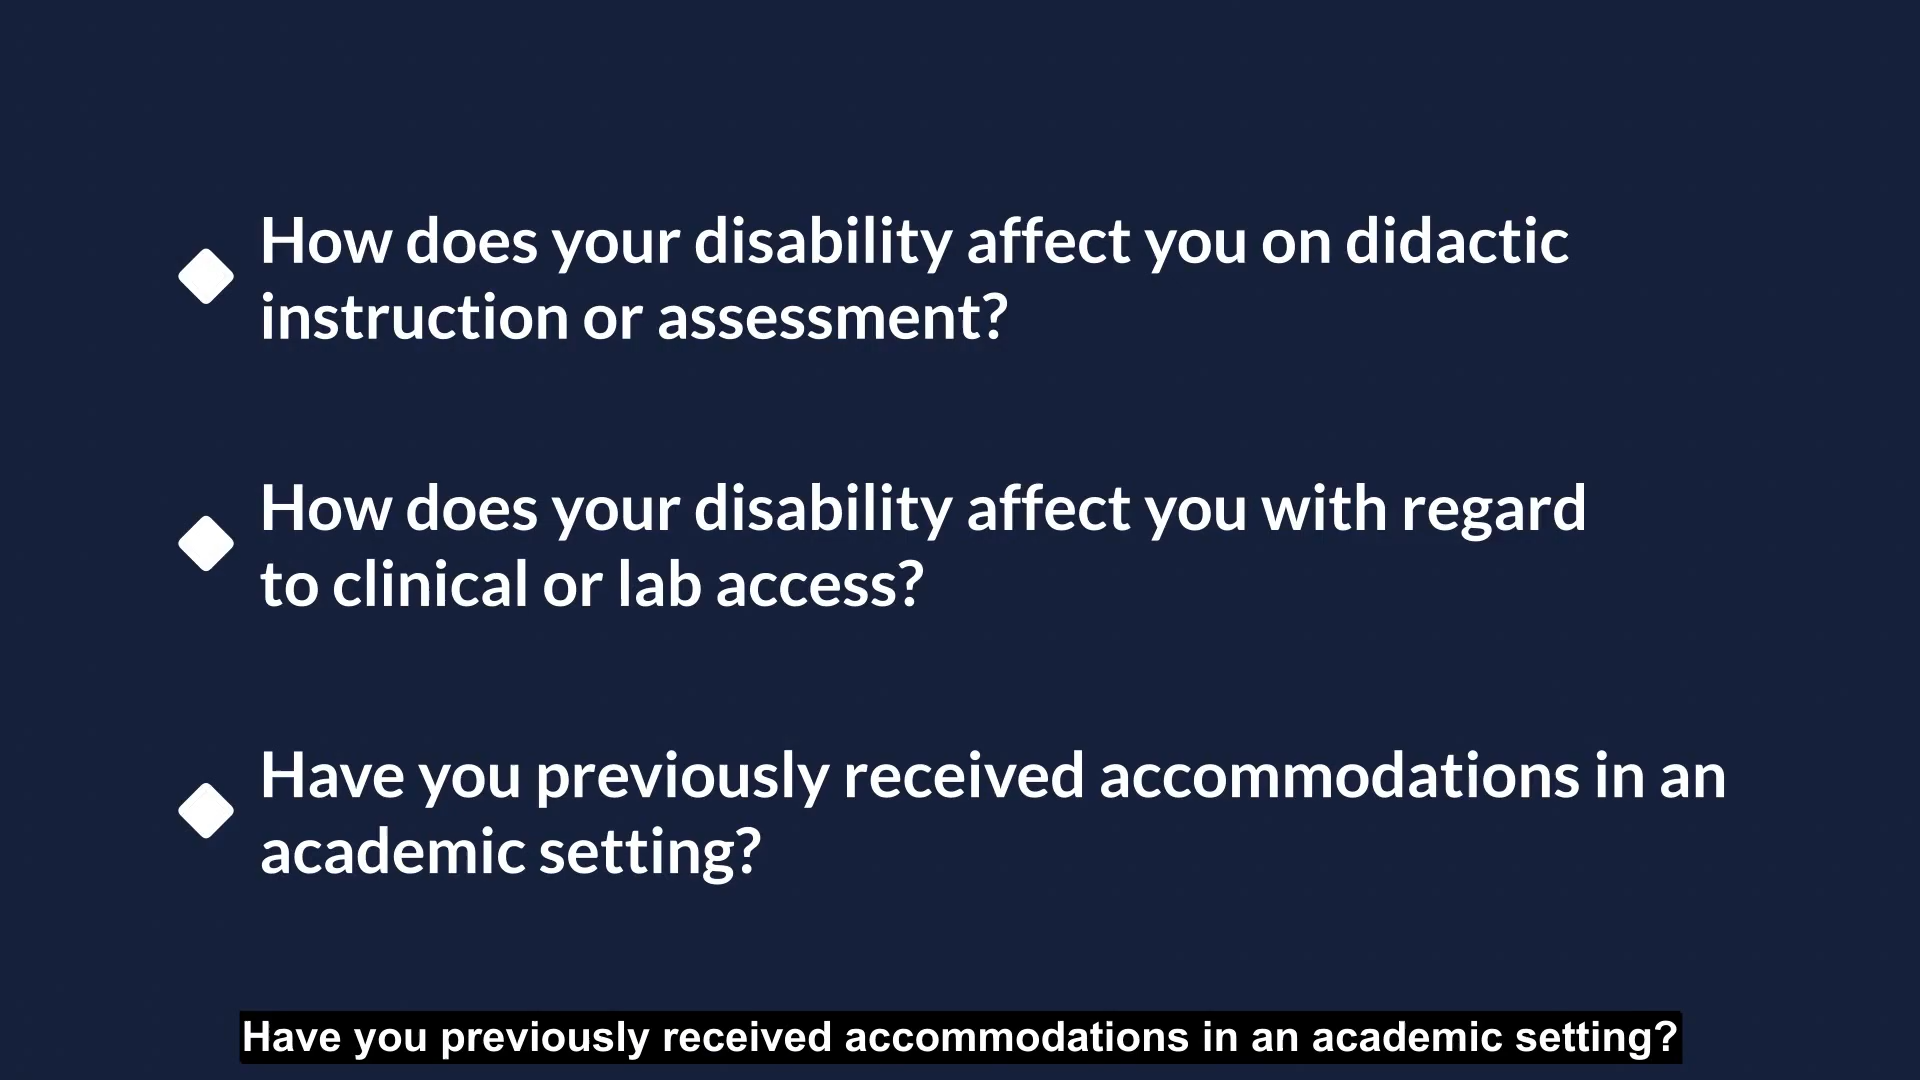 How does your disability affect you on didactic
instruction or assessment?
How does your disability affect you with regard
to clinical or lab access?
Have you previously received accommodations in an
academic setting?
Have you previously received accommodations in an academic setting?